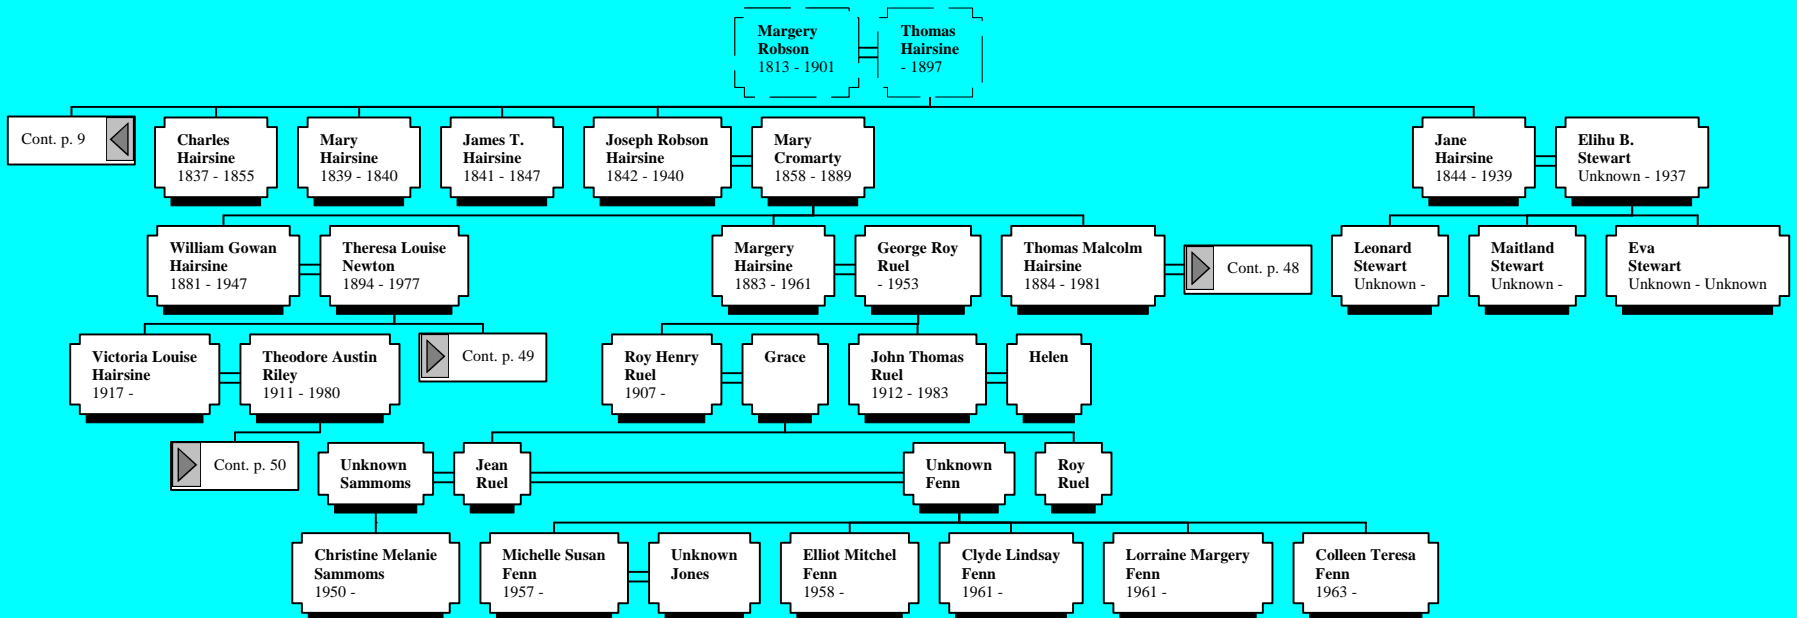 Margery
Robson
1813 - 1901
Thomas
Hairsine
- 1897
Cont. p. 9
Charles
Hairsine
1837 - 1855
Mary
Hairsine
1839 - 1840
James T.
Hairsine
1841 - 1847
Joseph Robson
Hairsine
1842 - 1940
Mary
Cromarty
1858 - 1889
Jane
Hairsine
1844 - 1939
Elihu B.
Stewart
Unknown - 1937
William Gowan
Hairsine
1881 - 1947
Theresa Louise
Newton
1894 - 1977
Margery
Hairsine
1883 - 1961
George Roy
Ruel
- 1953
Thomas Malcolm
Hairsine
1884 - 1981
Cont. p. 48
Leonard
Stewart
Unknown -
Maitland
Stewart
Unknown -
Eva
Stewart
Unknown - Unknown
Victoria Louise
Hairsine
1917 -
Theodore Austin
Riley
1911 - 1980
Cont. p. 49
Roy Henry
Ruel
1907 -
Grace
John Thomas
Ruel
1912 - 1983
Helen
Cont. p. 50
Unknown
Sammoms
Jean
Ruel
Unknown
Fenn
Roy
Ruel
Christine Melanie
Sammoms
1950 -
Michelle Susan
Fenn
1957 -
Unknown
Jones
Elliot Mitchel
Fenn
1958 -
Clyde Lindsay
Fenn
1961 -
Lorraine Margery
Fenn
1961 -
Colleen Teresa
Fenn
1963 -